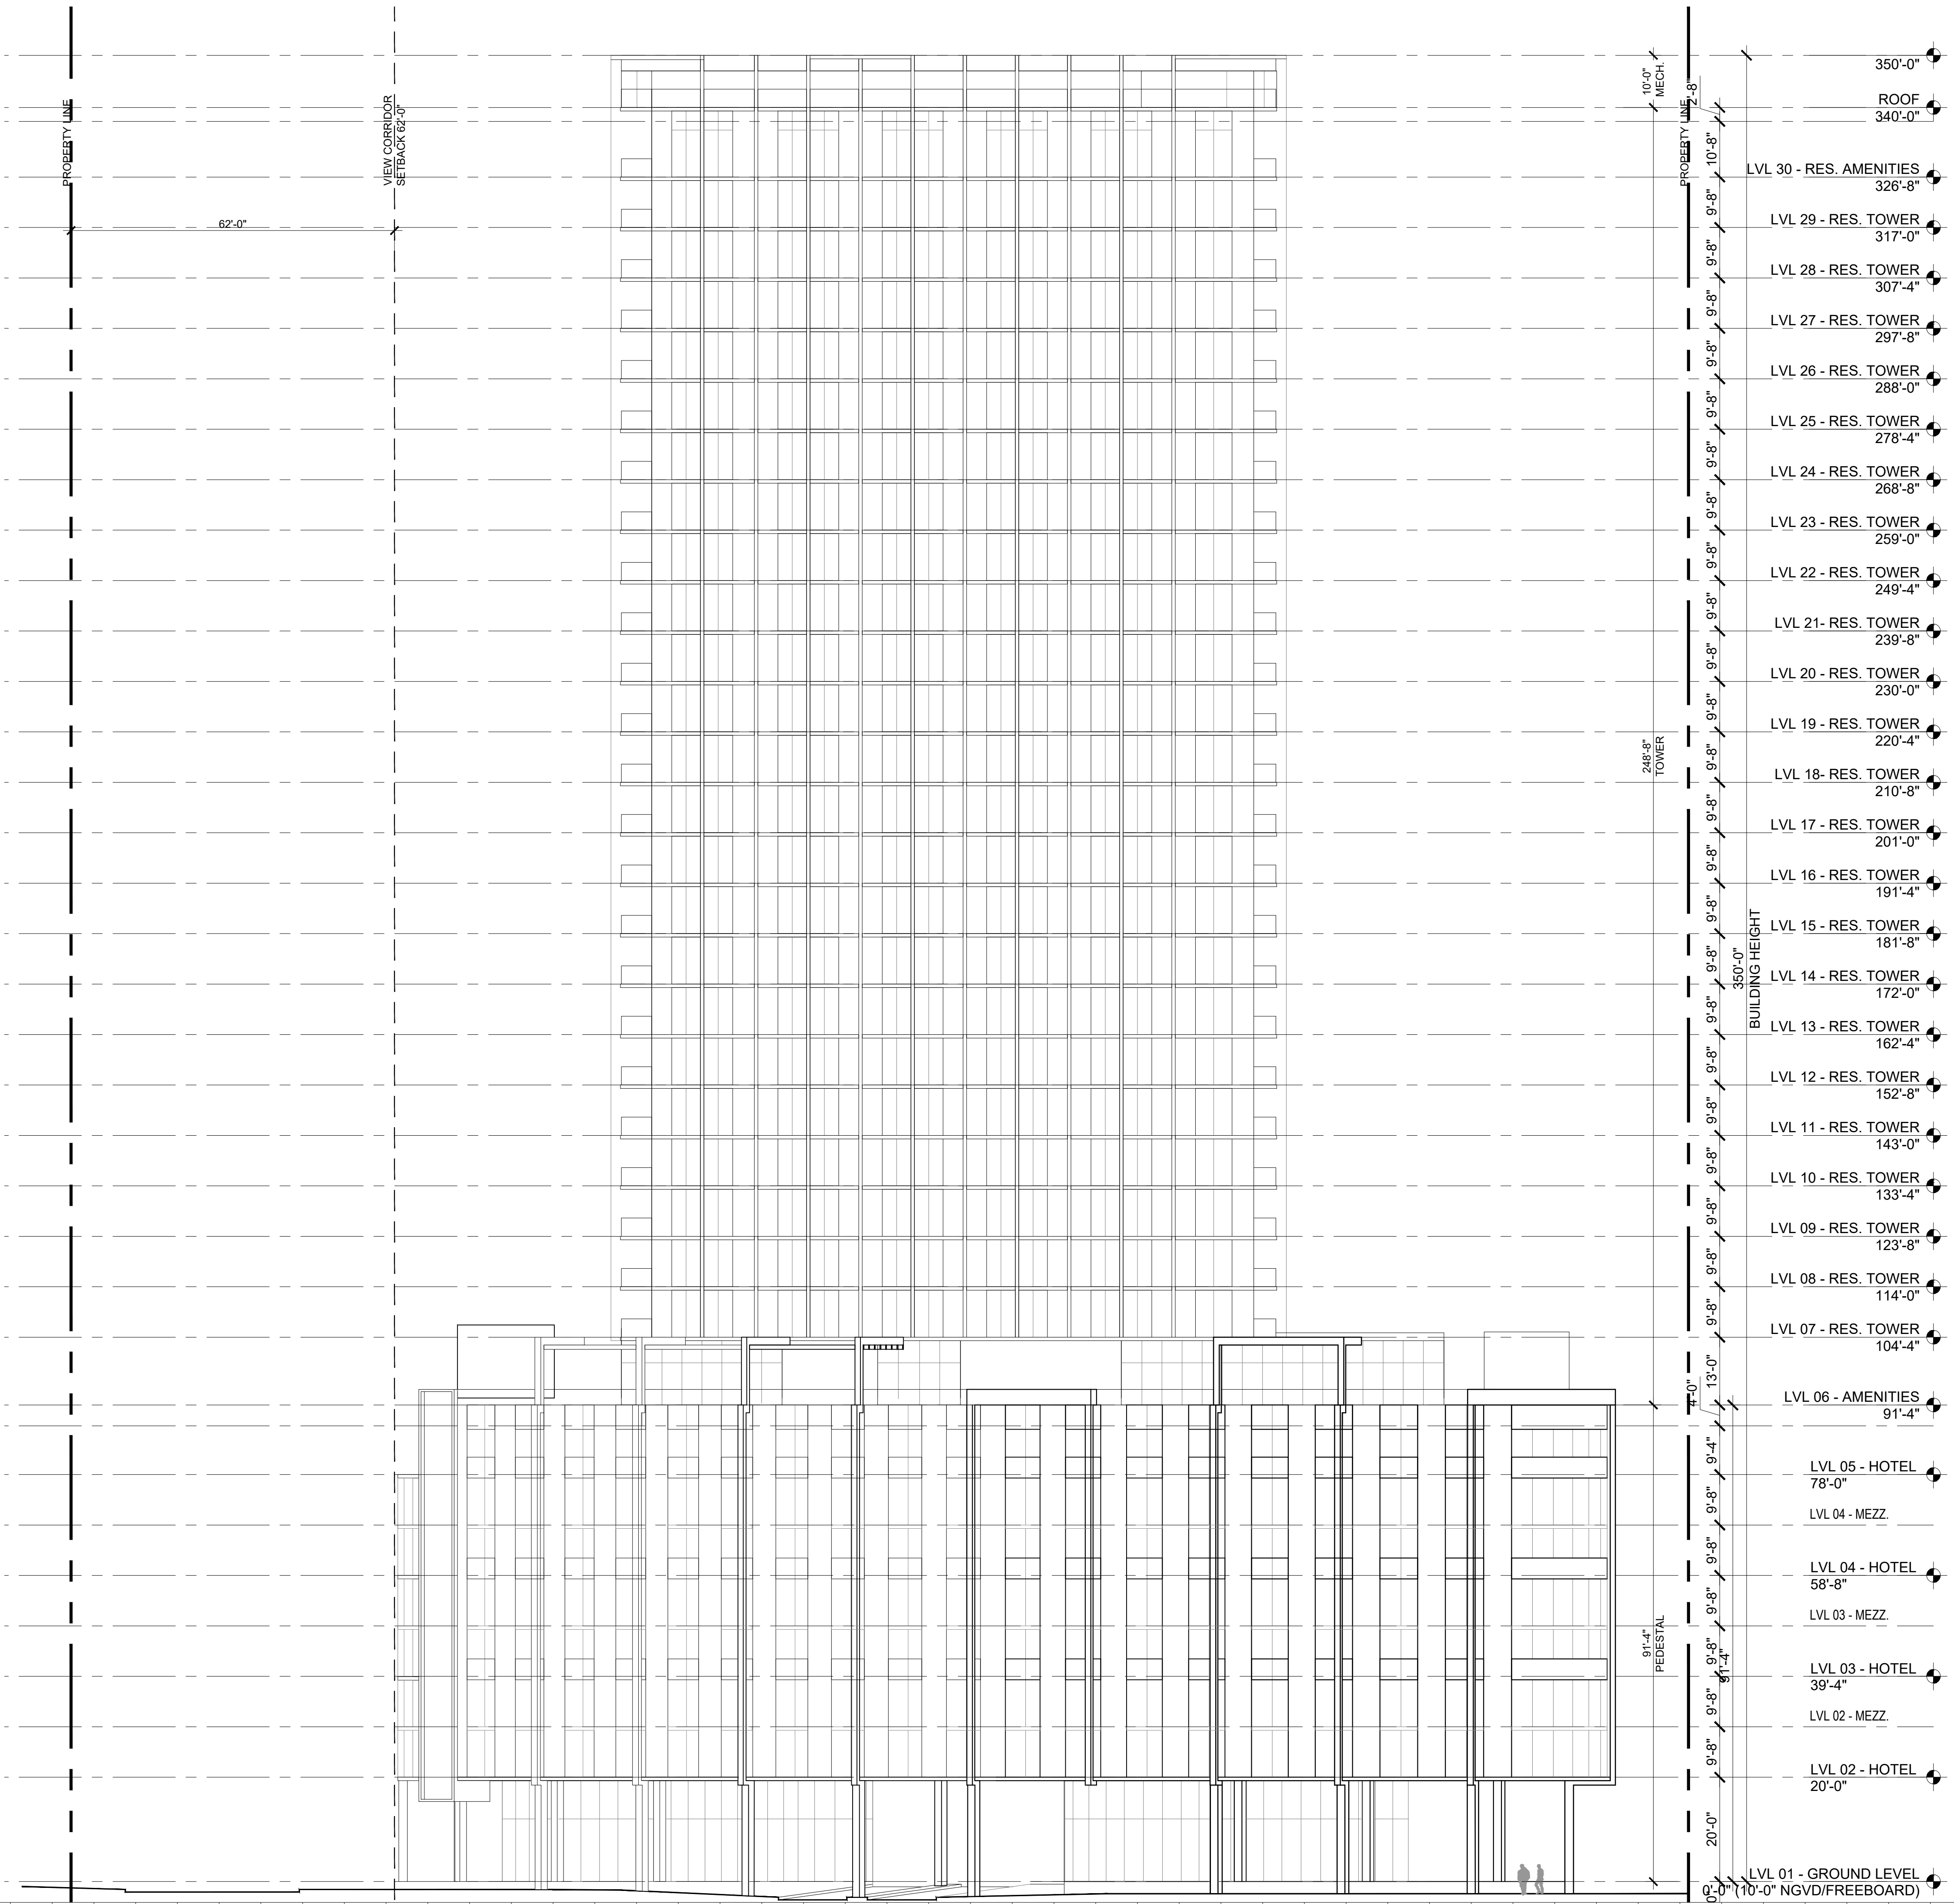 350'-0"
10'-0"
MECH.
2'-8"
PROPERTY LINE
VIEW CORRIDOR
SETBACK 62'-0"
PROPERTY LINE
ROOF
340'-0"
10'-8"
LVL 30 - RES. AMENITIES
326'-8"
9'-8"
62'-0"
LVL 29 - RES. TOWER
317'-0"
9'-8"
LVL 28 - RES. TOWER
307'-4"
9'-8"
LVL 27 - RES. TOWER
297'-8"
9'-8"
LVL 26 - RES. TOWER
288'-0"
9'-8"
LVL 25 - RES. TOWER
278'-4"
9'-8"
LVL 24 - RES. TOWER
268'-8"
9'-8"
LVL 23 - RES. TOWER
259'-0"
9'-8"
LVL 22 - RES. TOWER
249'-4"
9'-8"
LVL 21- RES. TOWER
239'-8"
9'-8"
LVL 20 - RES. TOWER
230'-0"
9'-8"
LVL 19 - RES. TOWER
220'-4"
248'-8"
TOWER
9'-8"
LVL 18- RES. TOWER
210'-8"
9'-8"
LVL 17 - RES. TOWER
201'-0"
9'-8"
LVL 16 - RES. TOWER
191'-4"
9'-8"
LVL 15 - RES. TOWER
181'-8"
350'-0"
BUILDING HEIGHT
9'-8"
LVL 14 - RES. TOWER
172'-0"
9'-8"
LVL 13 - RES. TOWER
162'-4"
9'-8"
LVL 12 - RES. TOWER
152'-8"
9'-8"
LVL 11 - RES. TOWER
143'-0"
9'-8"
LVL 10 - RES. TOWER
133'-4"
9'-8"
LVL 09 - RES. TOWER
123'-8"
9'-8"
LVL 08 - RES. TOWER
114'-0"
9'-8"
LVL 07 - RES. TOWER
104'-4"
13'-0"
4'-0"
LVL 06 - AMENITIES
91'-4"
9'-4"
LVL 05 - HOTEL
78'-0"
9'-8"
LVL 04 - MEZZ.
9'-8"
LVL 04 - HOTEL
58'-8"
9'-8"
LVL 03 - MEZZ.
91'-4"
PEDESTAL
9'-8"
91'-4"
LVL 03 - HOTEL
39'-4"
9'-8"
LVL 02 - MEZZ.
9'-8"
LVL 02 - HOTEL
20'-0"
20'-0"
LVL 01 - GROUND LEVEL
0'-0" (10'-0" NGVD/FREEBOARD)